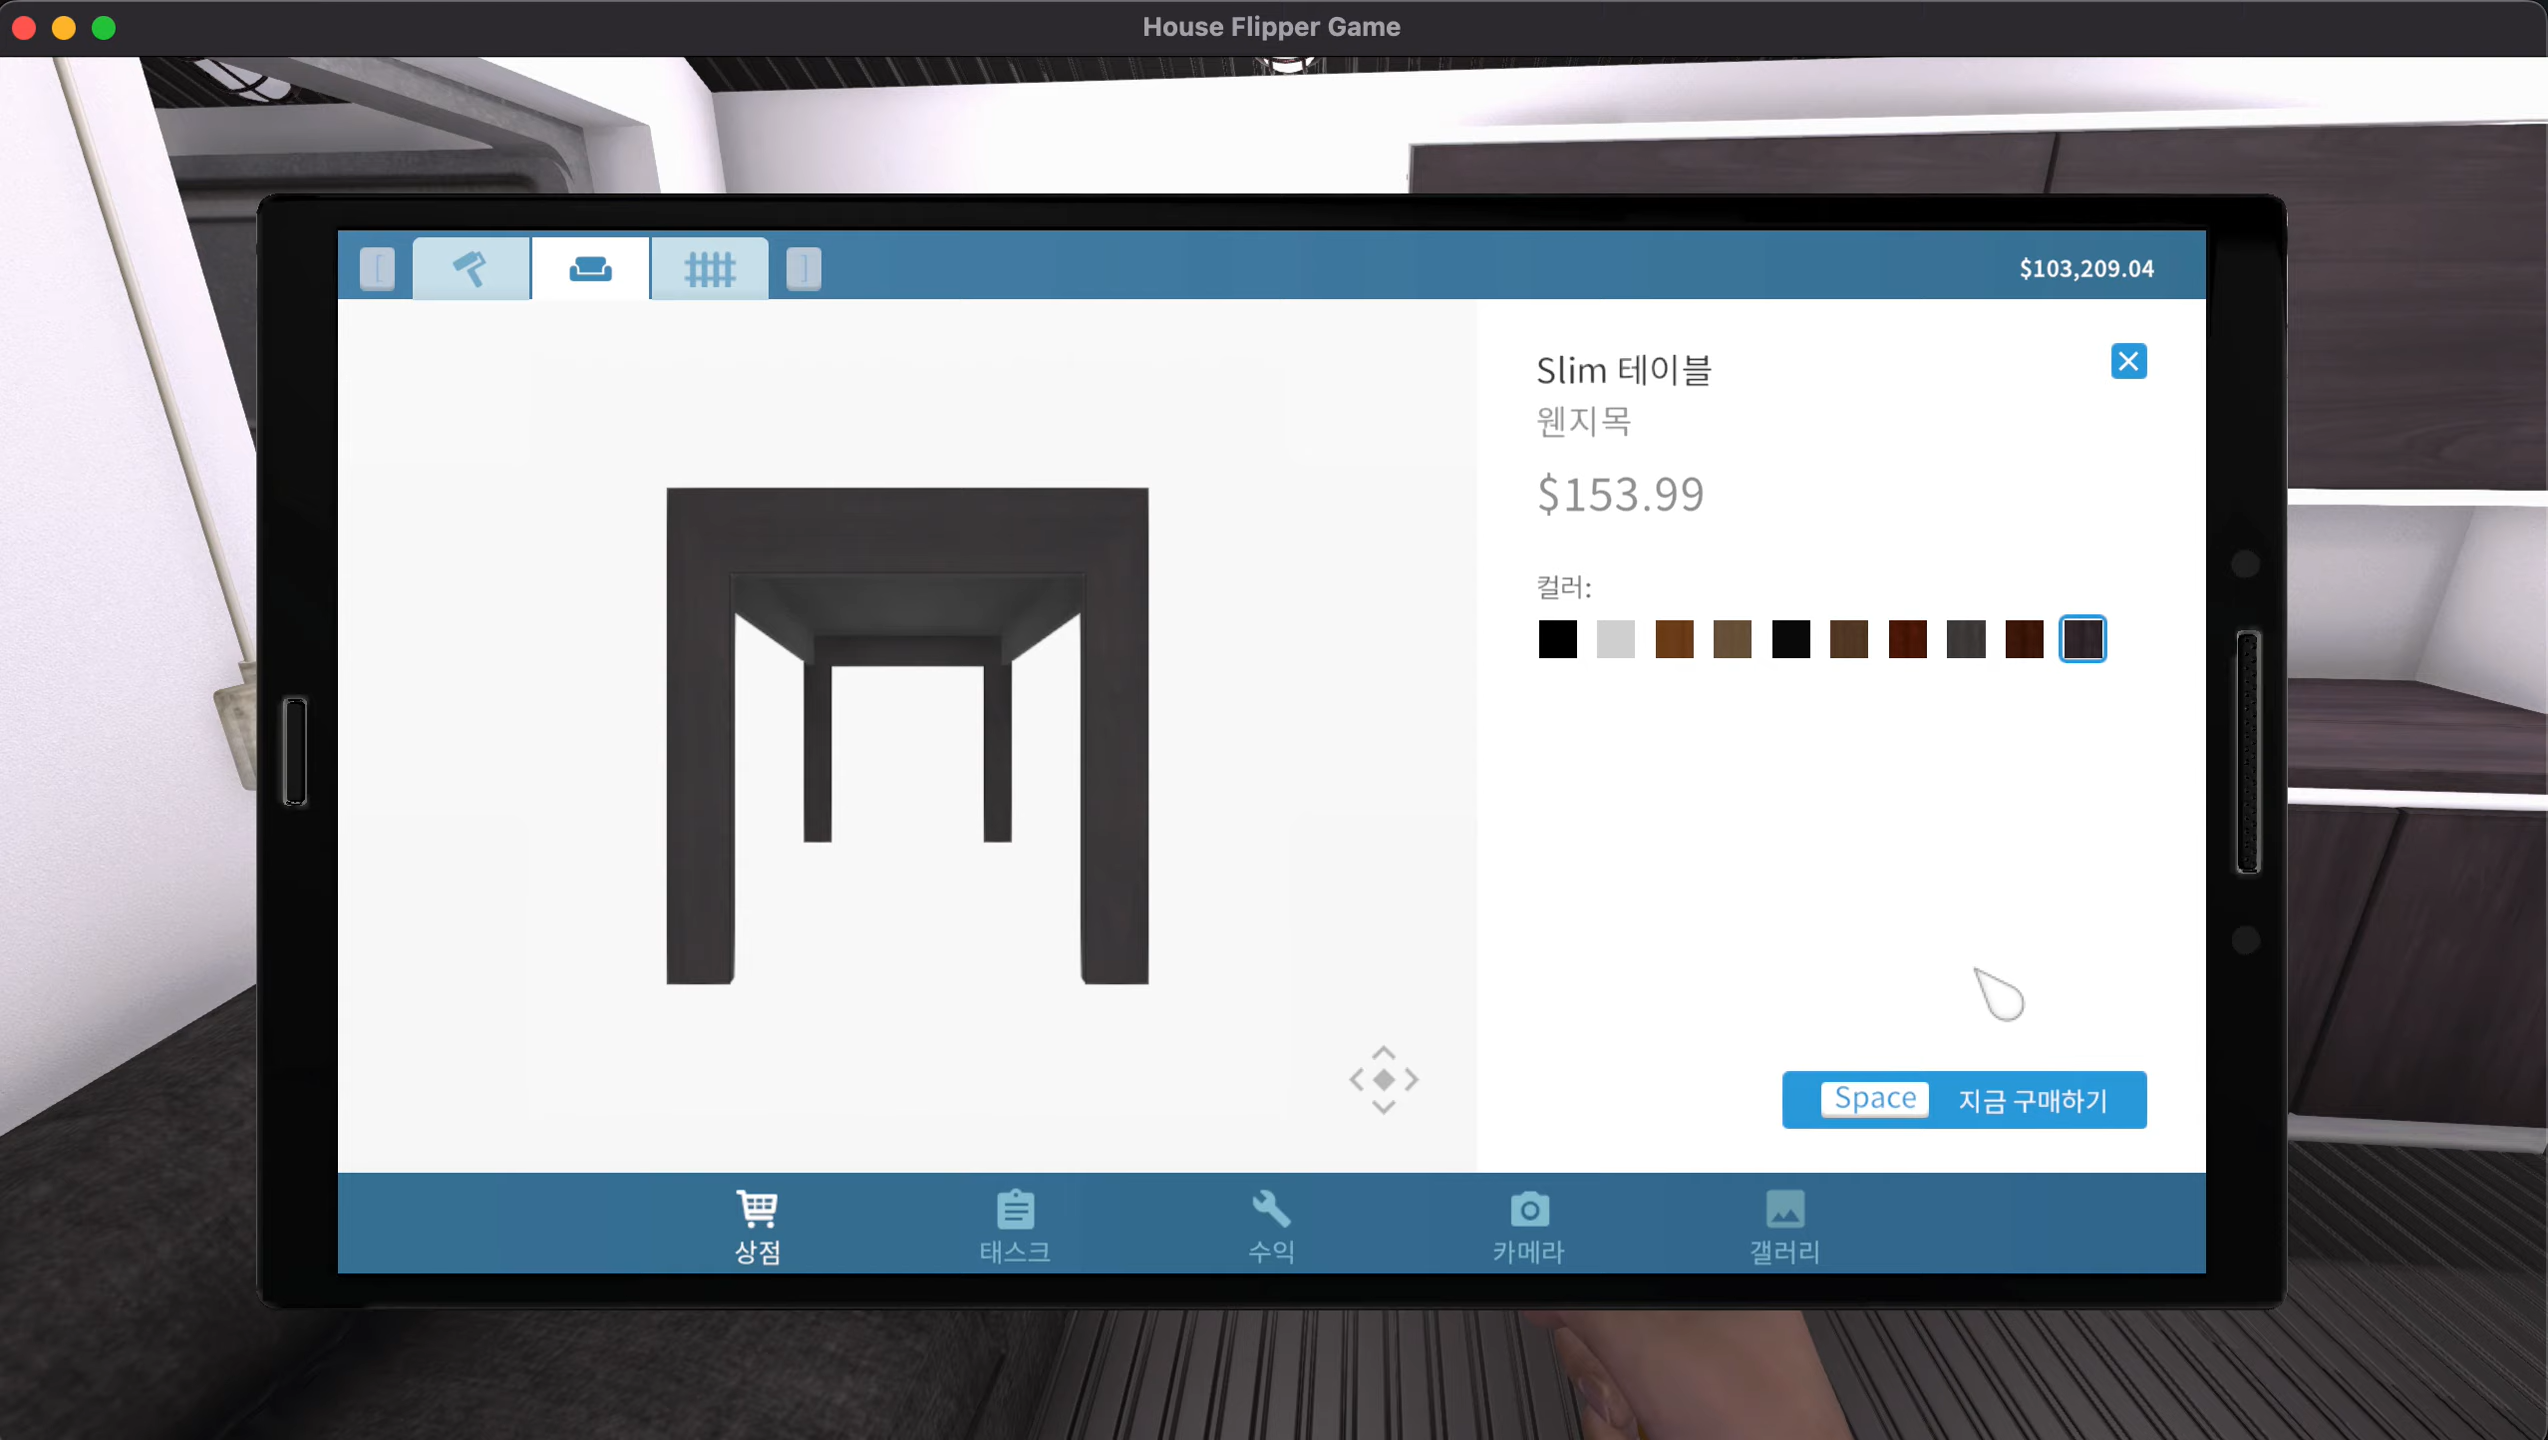 House Flipper Game
[
]
$103,209.04
Slim 테이블
웬지목
$153.99
컬러:
Space 지금 구매하기
상점
태스크
수익
카메라
갤러리